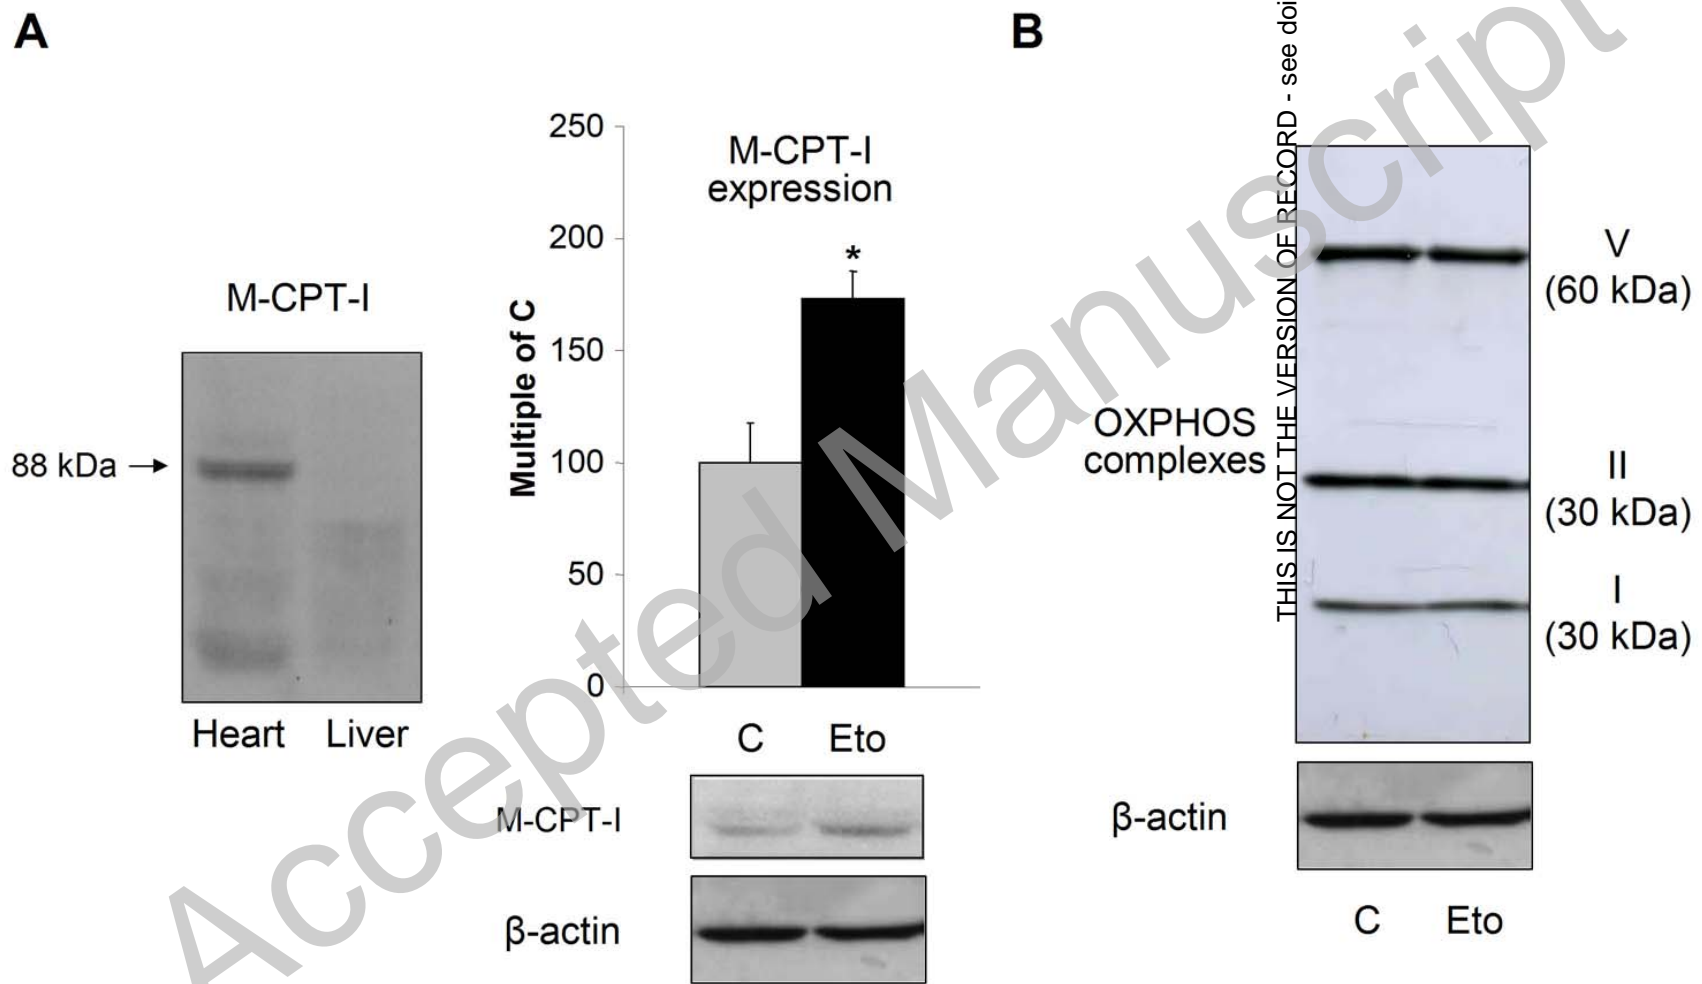 A
M-CPT-I
88 kDa
Heart Liver
250
200
150
100
50
0
Multiple of C
M-CPT-I
expression
*
C Eto
M-CPT-I
β-actin
B
OXPHOS
complexes
V
(60 kDa)
II
(30 kDa)
I
(30 kDa)
β-actin
C Eto
THIS IS NOT THE VERSION OF RECORD - see doi
Accepted Manuscript